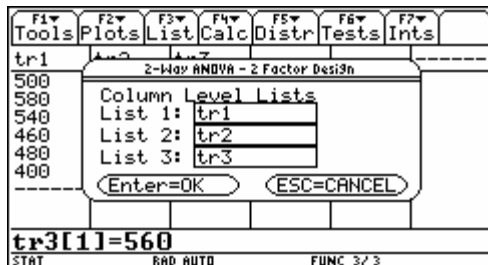 F1▾ F2▾ F3▾ F4▾ F5▾ F6▾ F7▾
Tools Plots List Calc Distr Tests Ints
tr1
2-Way ANOVA - 2 Factor Design
500
580
540
460
480
400
------
Column Level Lists
List 1: tr1
List 2: tr2
List 3: tr3
Enter=OK ESC=CANCEL
tr3[1]=560
STAT RAD AUTO FUNC 3/3